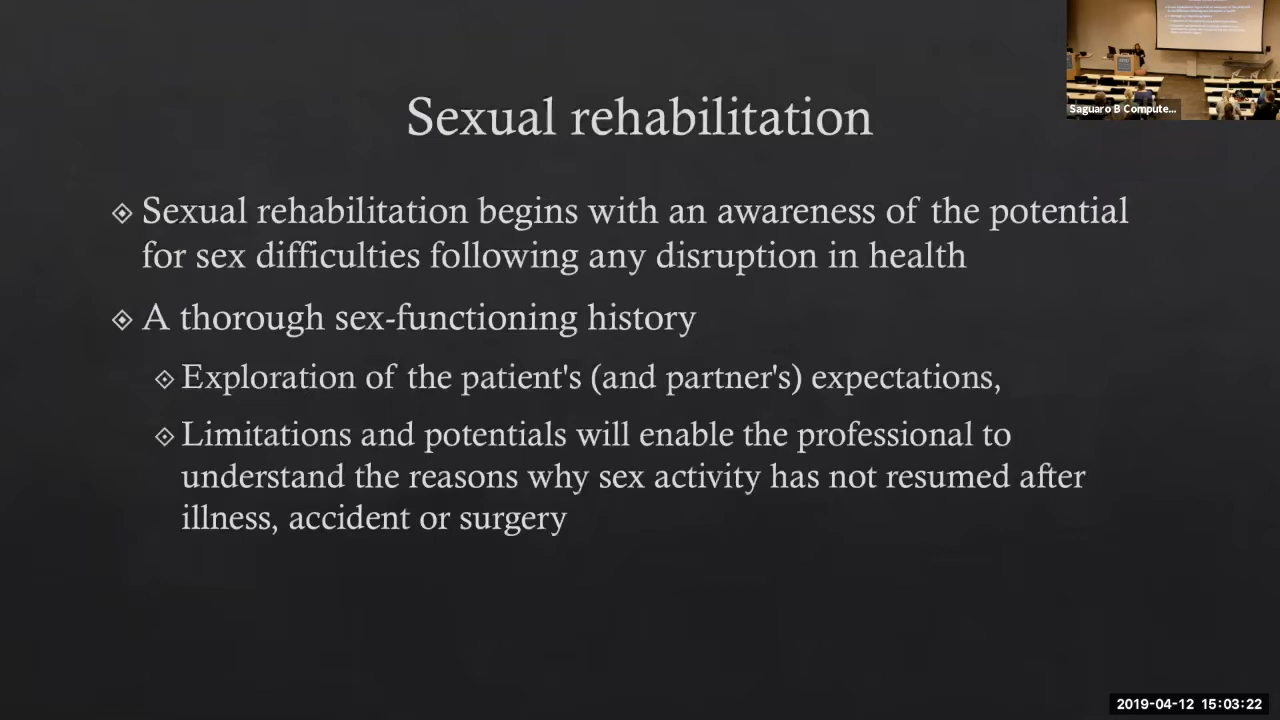 Sexual rehabilitation
Sexual rehabilitation begins with an awareness of the potential
for sex difficulties following any disruption in health
A thorough sex-functioning history
Exploration of the patient's (and partner's) expectations,
Limitations and potentials will enable the professional to
understand the reasons why sex activity has not resumed after
illness, accident or surgery
Saguaro B Compute...
2019-04-12 15:03:22